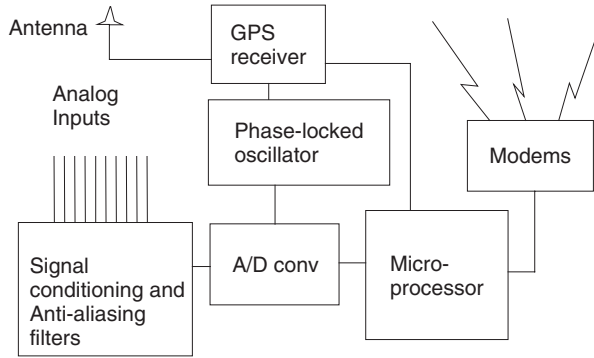 Antenna
GPS
receiver
Analog
Inputs
Phase-locked
oscillator
Modems
Signal
conditioning and
Anti-aliasing
filters
A/D conv
Micro-
processor